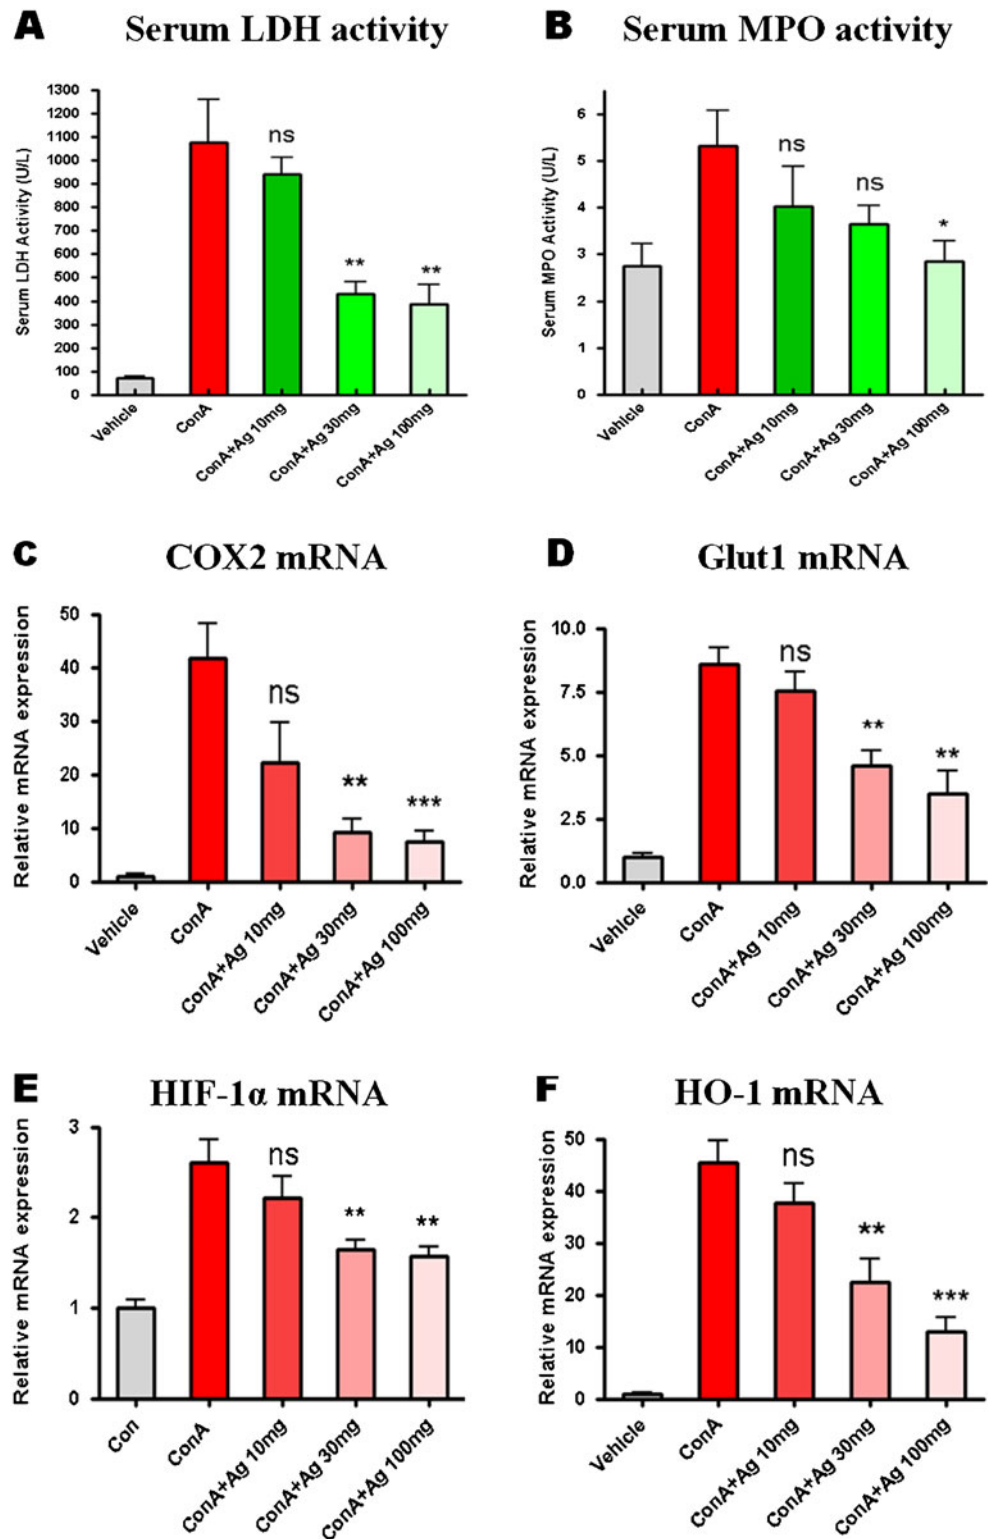 A Serum LDH activity
Serum LDH Activity (U/L)
1300
1200
1100
1000
900
800
700
600
500
400
300
200
100
0
ns
**
**
Vehicle
ConA
ConA+Ag 10mg
ConA+Ag 30mg
ConA+Ag 100mg
B Serum MPO activity
Serum MPO Activity (U/L)
6
5
4
3
2
1
0
ns
ns
*
Vehicle
ConA
ConA+Ag 10mg
ConA+Ag 30mg
ConA+Ag 100mg
C COX2 mRNA
Relative mRNA expression
50
40
30
20
10
0
ns
**
***
Vehicle
ConA
ConA+Ag 10mg
ConA+Ag 30mg
ConA+Ag 100mg
D Glut1 mRNA
Relative mRNA expression
10.0
7.5
5.0
2.5
0.0
ns
**
**
Vehicle
ConA
ConA+Ag 10mg
ConA+Ag 30mg
ConA+Ag 100mg
E HIF-1α mRNA
Relative mRNA expression
3
2
1
0
ns
**
**
Con
ConA
ConA+Ag 10mg
ConA+Ag 30mg
ConA+Ag 100mg
F HO-1 mRNA
Relative mRNA expression
50
40
30
20
10
0
ns
**
***
Vehicle
ConA
ConA+Ag 10mg
ConA+Ag 30mg
ConA+Ag 100mg